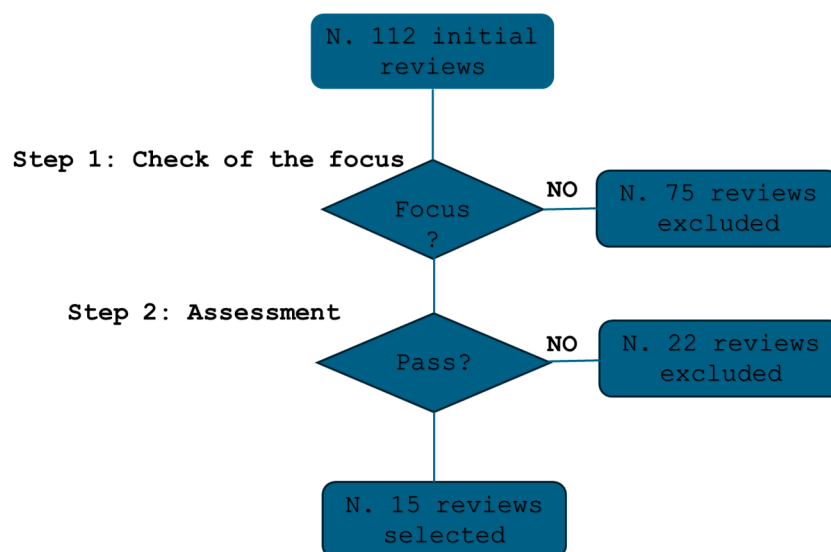 N. 112 initial
reviews
Step 1: Check of the focus
NO
N. 75 reviews
excluded
Focus
?
Step 2: Assessment
NO
N. 22 reviews
excluded
Pass?
N. 15 reviews
selected